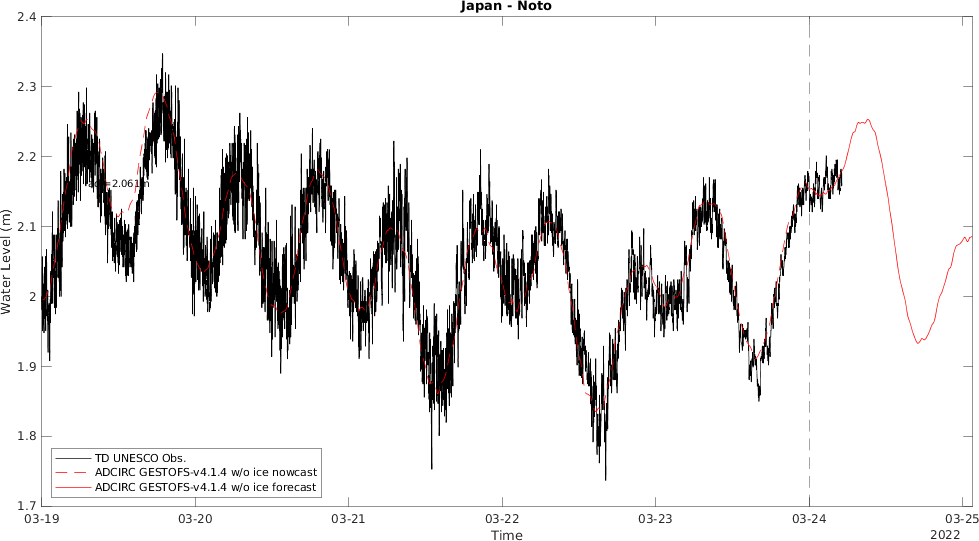 Japan - Noto
2.4
2.3
2.2
2.1
2
1.9
1.8
1.7
Water Level (m)
=2.061m
TD UNESCO Obs.
ADCIRC GESTOFS-v4.1.4 w/o ice nowcast
ADCIRC GESTOFS-v4.1.4 w/o ice forecast
03-19
03-20
03-21
03-22
03-23
03-24
03-25
Time
2022